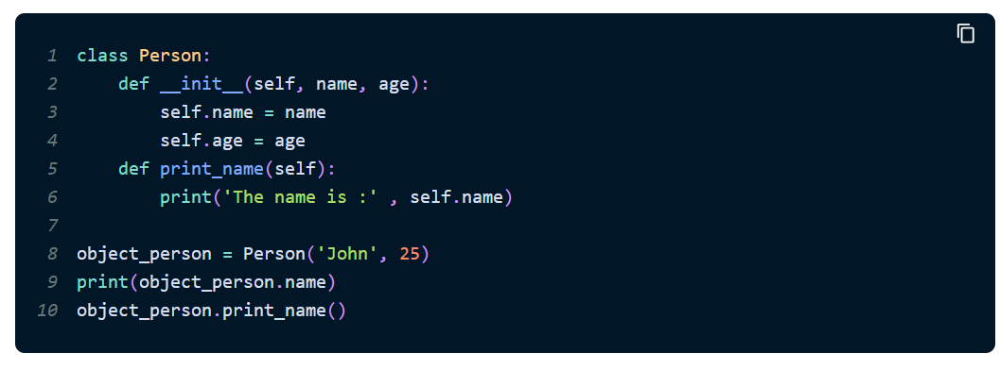 1 class Person:
2     def __init__(self, name, age):
3         self.name = name
4         self.age = age
5     def print_name(self):
6         print('The name is :' , self.name)
7
8 object_person = Person('John', 25)
9 print(object_person.name)
10 object_person.print_name()